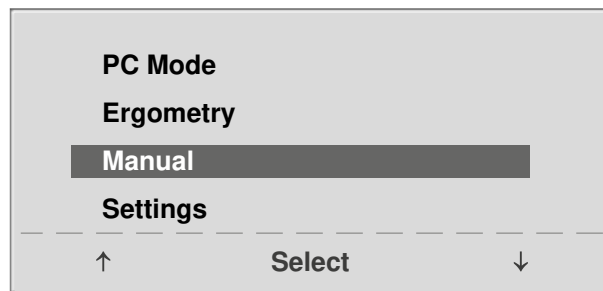 PC Mode
Ergometry
Manual
Settings
↑ Select ↓